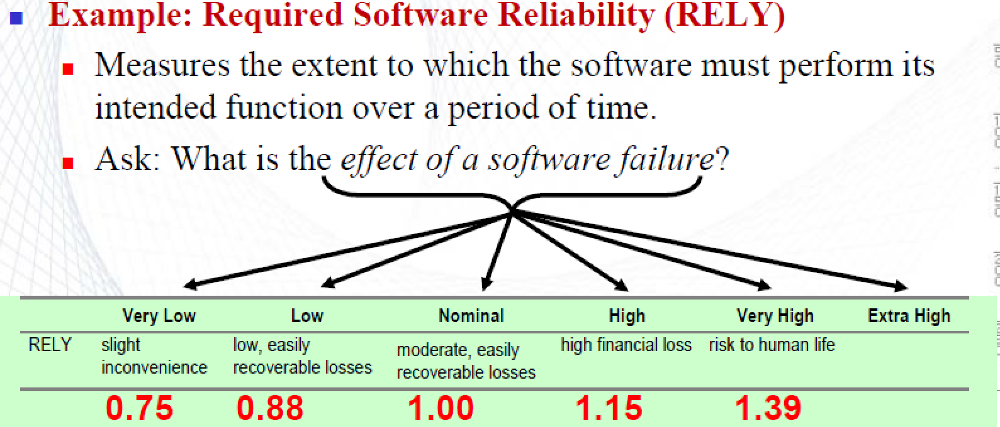 Example: Required Software Reliability (RELY)
Measures the extent to which the software must perform its
intended function over a period of time.
Ask: What is the effect of a software failure?
Very Low Low Nominal High Very High Extra High
RELY slight low, easily moderate, easily high financial loss risk to human life
inconvenience recoverable losses recoverable losses
0.75 0.88 1.00 1.15 1.39